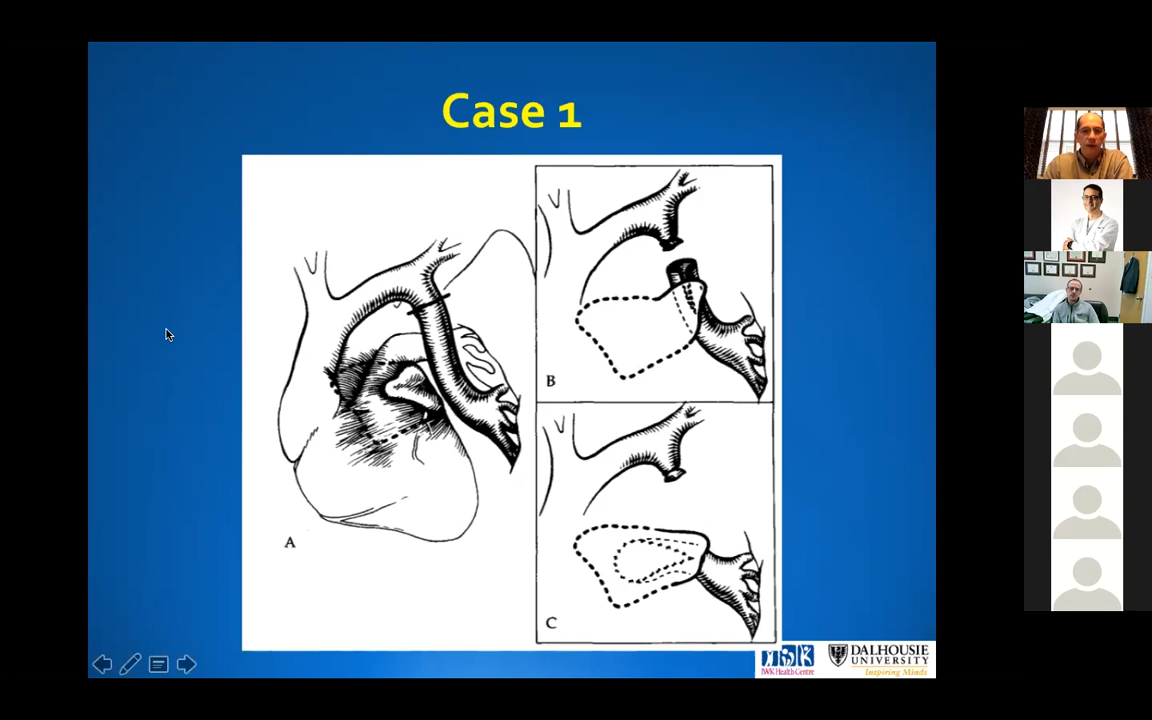 Case 1
A
B
C
IWK Health Centre
DALHOUSIE
UNIVERSITY
Inspiring Minds